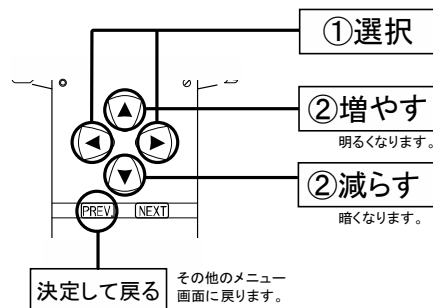 ①選択
②増やす
明るくなります。
②減らす
暗くなります。
PREV.
NEXT
決定して戻る
その他のメニュー
画面に戻ります。